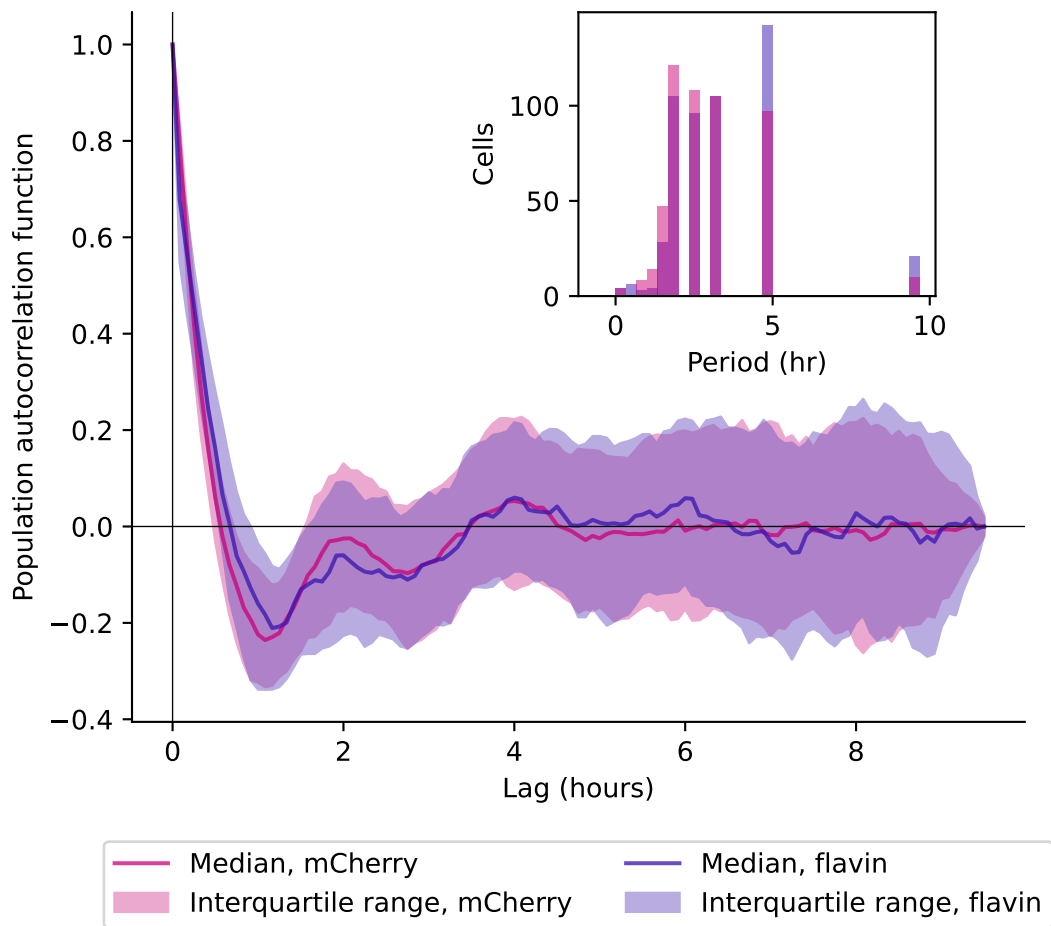 Population autocorrelation function
1.0
0.8
0.6
0.4
0.2
0.0
−0.2
−0.4
0
2
4
6
8
Lag (hours)
Cells
100
50
0
0
5
10
Period (hr)
Median, mCherry
Interquartile range, mCherry
Median, flavin
Interquartile range, flavin